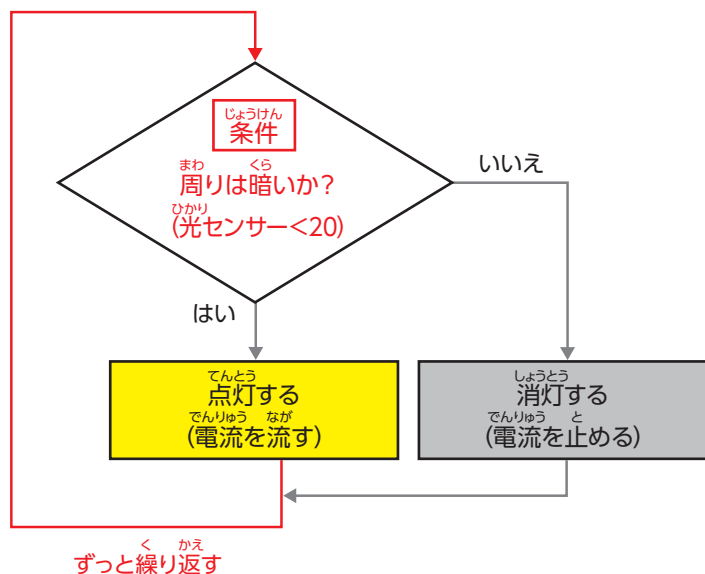 じょうけん
条件
まわ くら
周りは暗いか?
ひかり
(光センサー<20)
いいえ
はい
てんとう
点灯する
でんりゅう なが
(電流を流す)
しょうとう
消灯する
でんりゅう と
(電流を止める)
く かえ
ずっと繰り返す